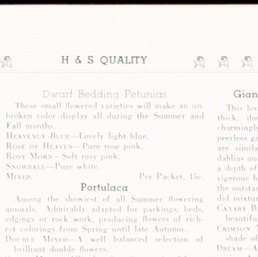 H & S QUALITY
Dwarf Bedding Petunias
These small flowered varieties will make an un-
broken color display all during the Summer and
Fall months.
HEAVENLY BLUE—Lovely light blue.
ROSE OF HEAVEN—Pure rose pink.
ROSY MORN—Soft rosy pink.
SNOWBALL—Pure white.
MIXED. Per Packet, 15c.
Portulaca
Among the showiest of all Summer flowering
annuals. Admirably adapted for parkings, beds,
edgings or rock work, producing flowers of rich-
est colorings from Spring until late Autumn.
DOUBLE MIXED—A well balanced selection of
brilliant double flowers.
Gian
This lov
thick, do
charmingly
peerless ga
are simila
dahlias and
a depth of
vigorous h
the outstan
did mixtur
CANARY B
beautiful
CRIMSON
shade of
DREAM—A